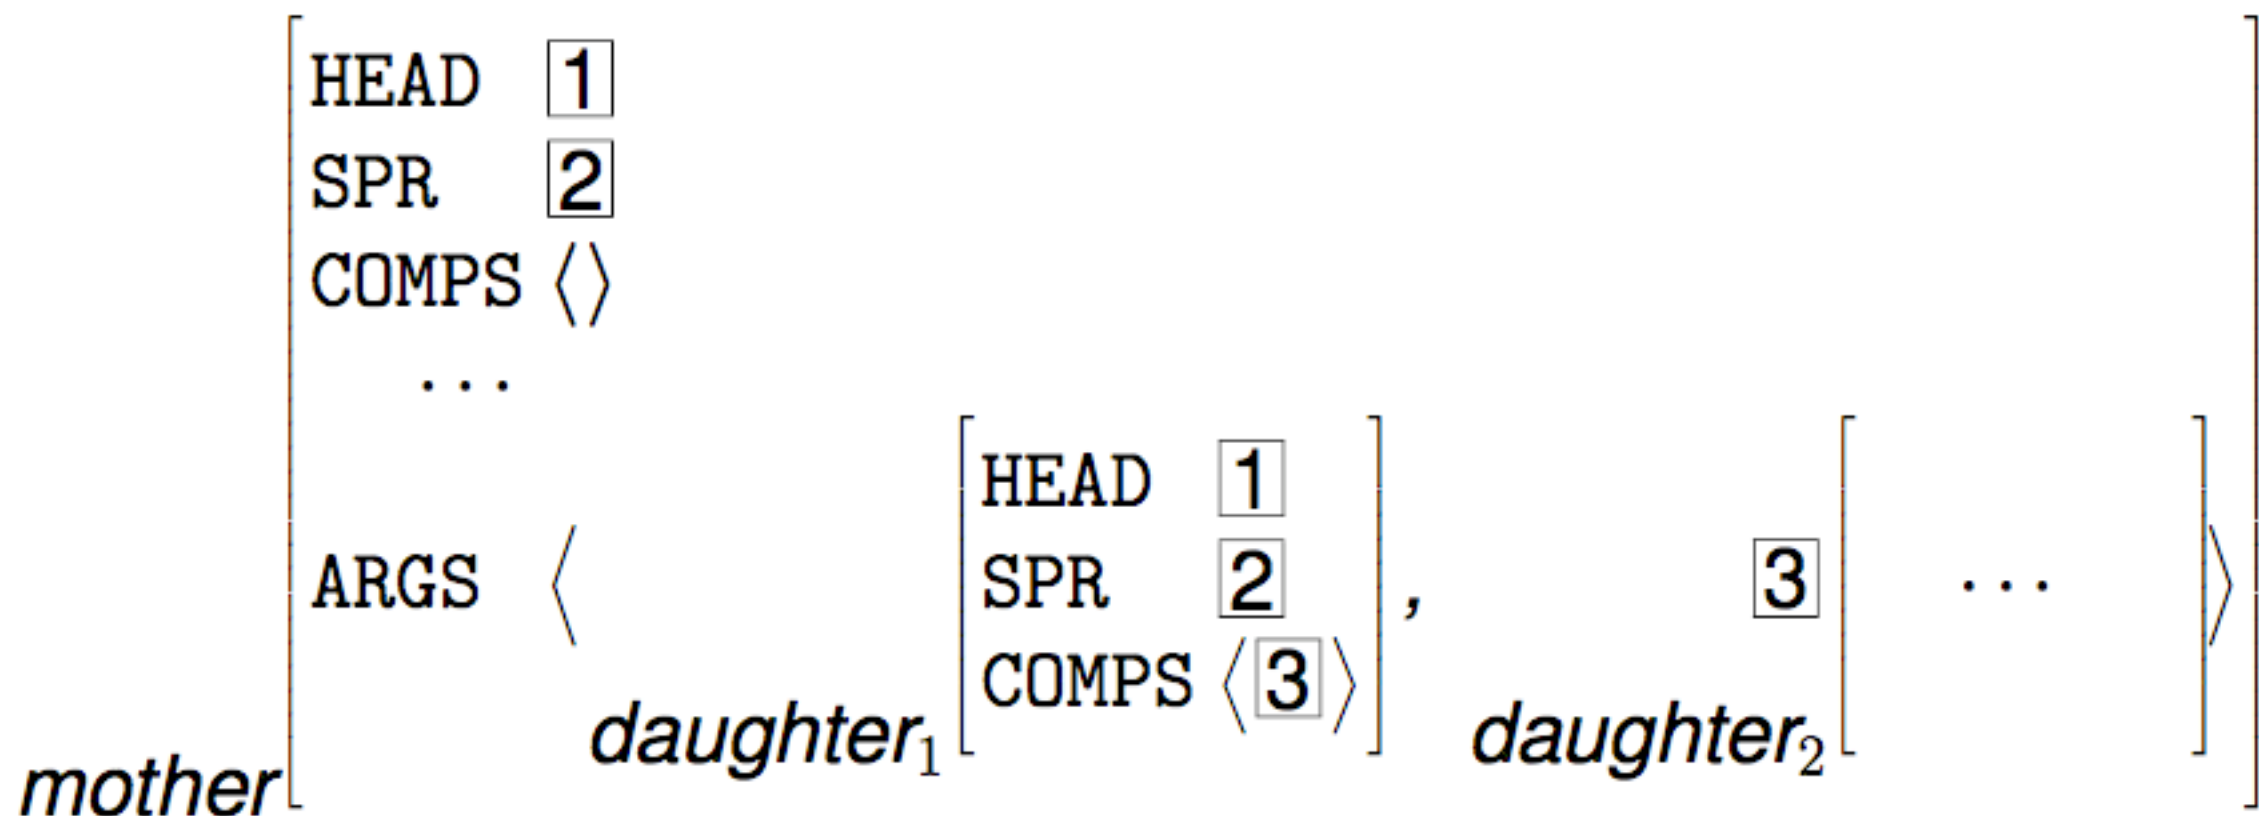 HEAD 1
SPR 2
COMPS ⟨⟩
...
HEAD 1
ARGS ⟨ SPR 2 , 3 ... ⟩
COMPS ⟨3⟩
mother daughter₁ daughter₂